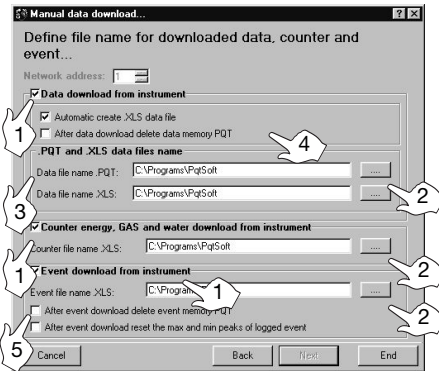 Manual data download...
Define file name for downloaded data, counter and
event...
Network address: 1
Data download from instrument
Automatic create .XLS data file
After data download delete data memory PQT
1
4
.PQT and .XLS data files name
Data file name .PQT: C:\Programs\PqtSoft ....
Data file name .XLS: C:\Programs\PqtSoft ....
2
3
Counter energy, GAS and water download from instrument
Counter file name .XLS: C:\Programs\PqtSoft ....
1
2
Event download from instrument
Event file name .XLS: ....
1
After event download delete event memory PQT
2
After event download reset the max and min peaks of logged event
5
Cancel Back Next End